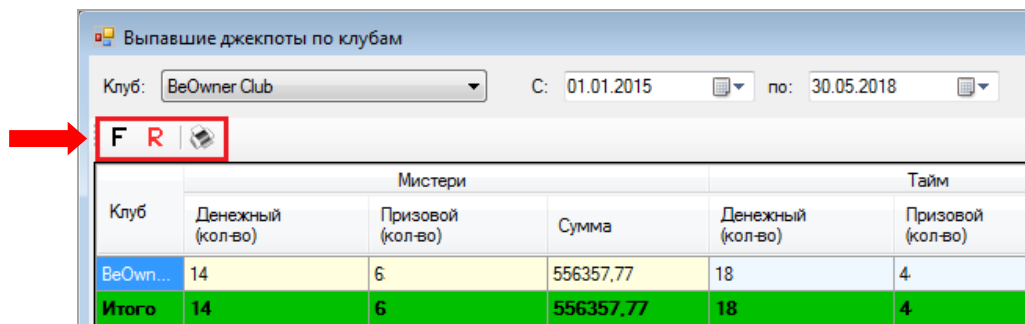 Выпавшие джекпоты по клубам
Клуб: BeOwner Club С: 01.01.2015 по: 30.05.2018
F R
Мистери Тайм
Клуб Денежный (кол-во) Призовой (кол-во) Сумма Денежный (кол-во) Призовой (кол-во)
BeOwn... 14 6 556357,77 18 4
Итого 14 6 556357,77 18 4